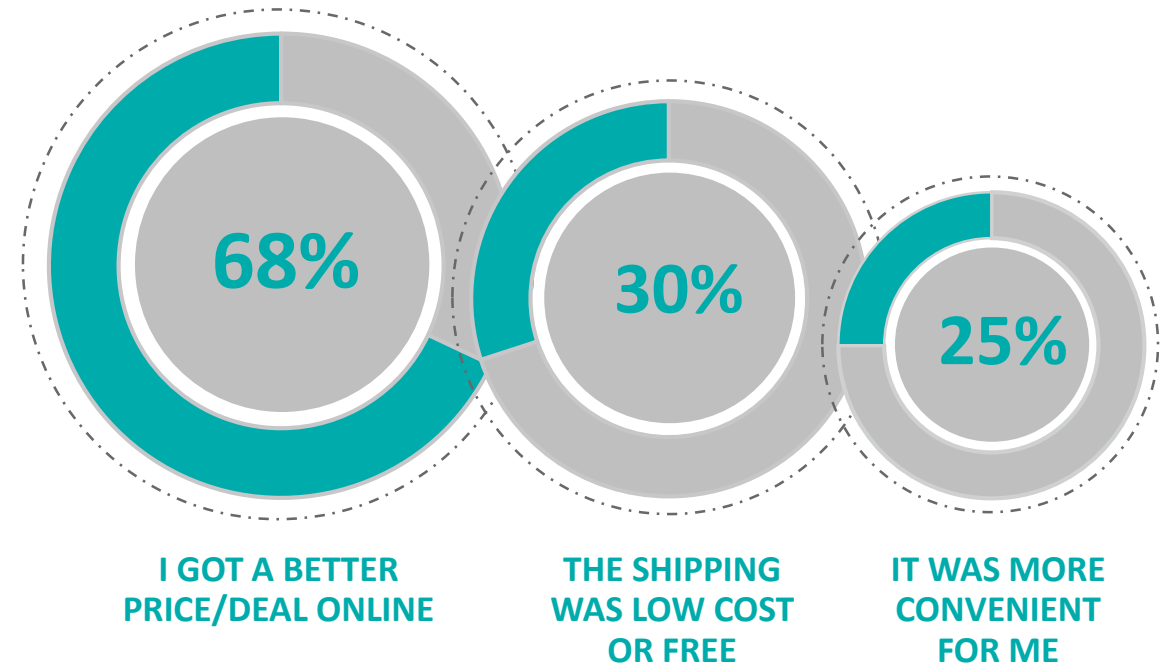 68%
30%
25%
I GOT A BETTER
PRICE/DEAL ONLINE
THE SHIPPING
WAS LOW COST
OR FREE
IT WAS MORE
CONVENIENT
FOR ME